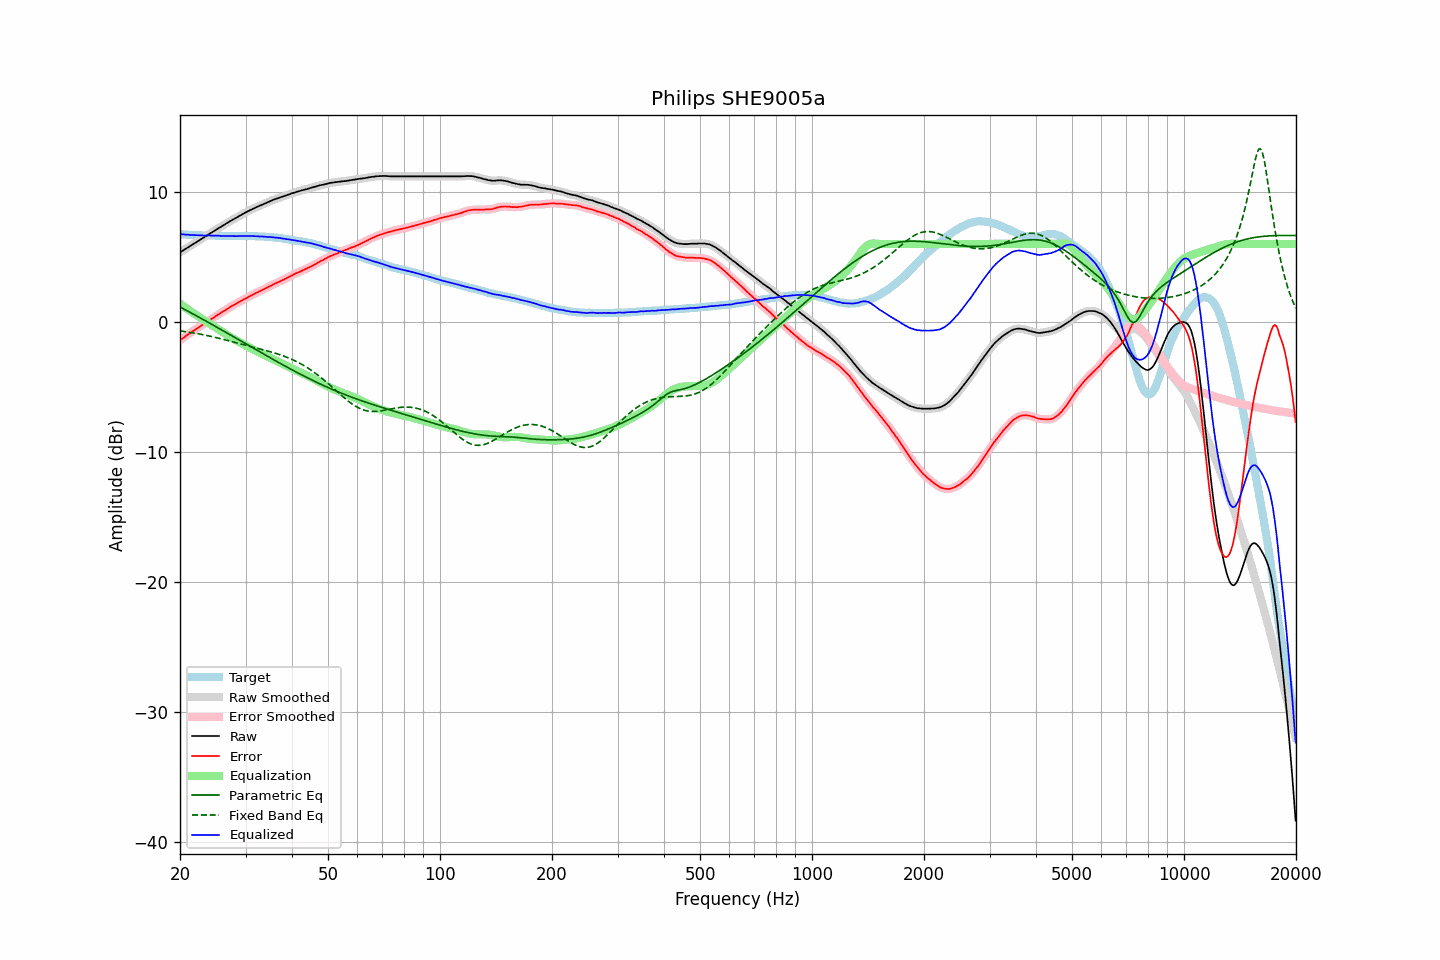 Philips SHE9005a
Amplitude (dBr)
10
0
−10
−20
−30
−40
Target
Raw Smoothed
Error Smoothed
Raw
Error
Equalization
Parametric Eq
Fixed Band Eq
Equalized
20 50 100 200 500 1000 2000 5000 10000 20000
Frequency (Hz)